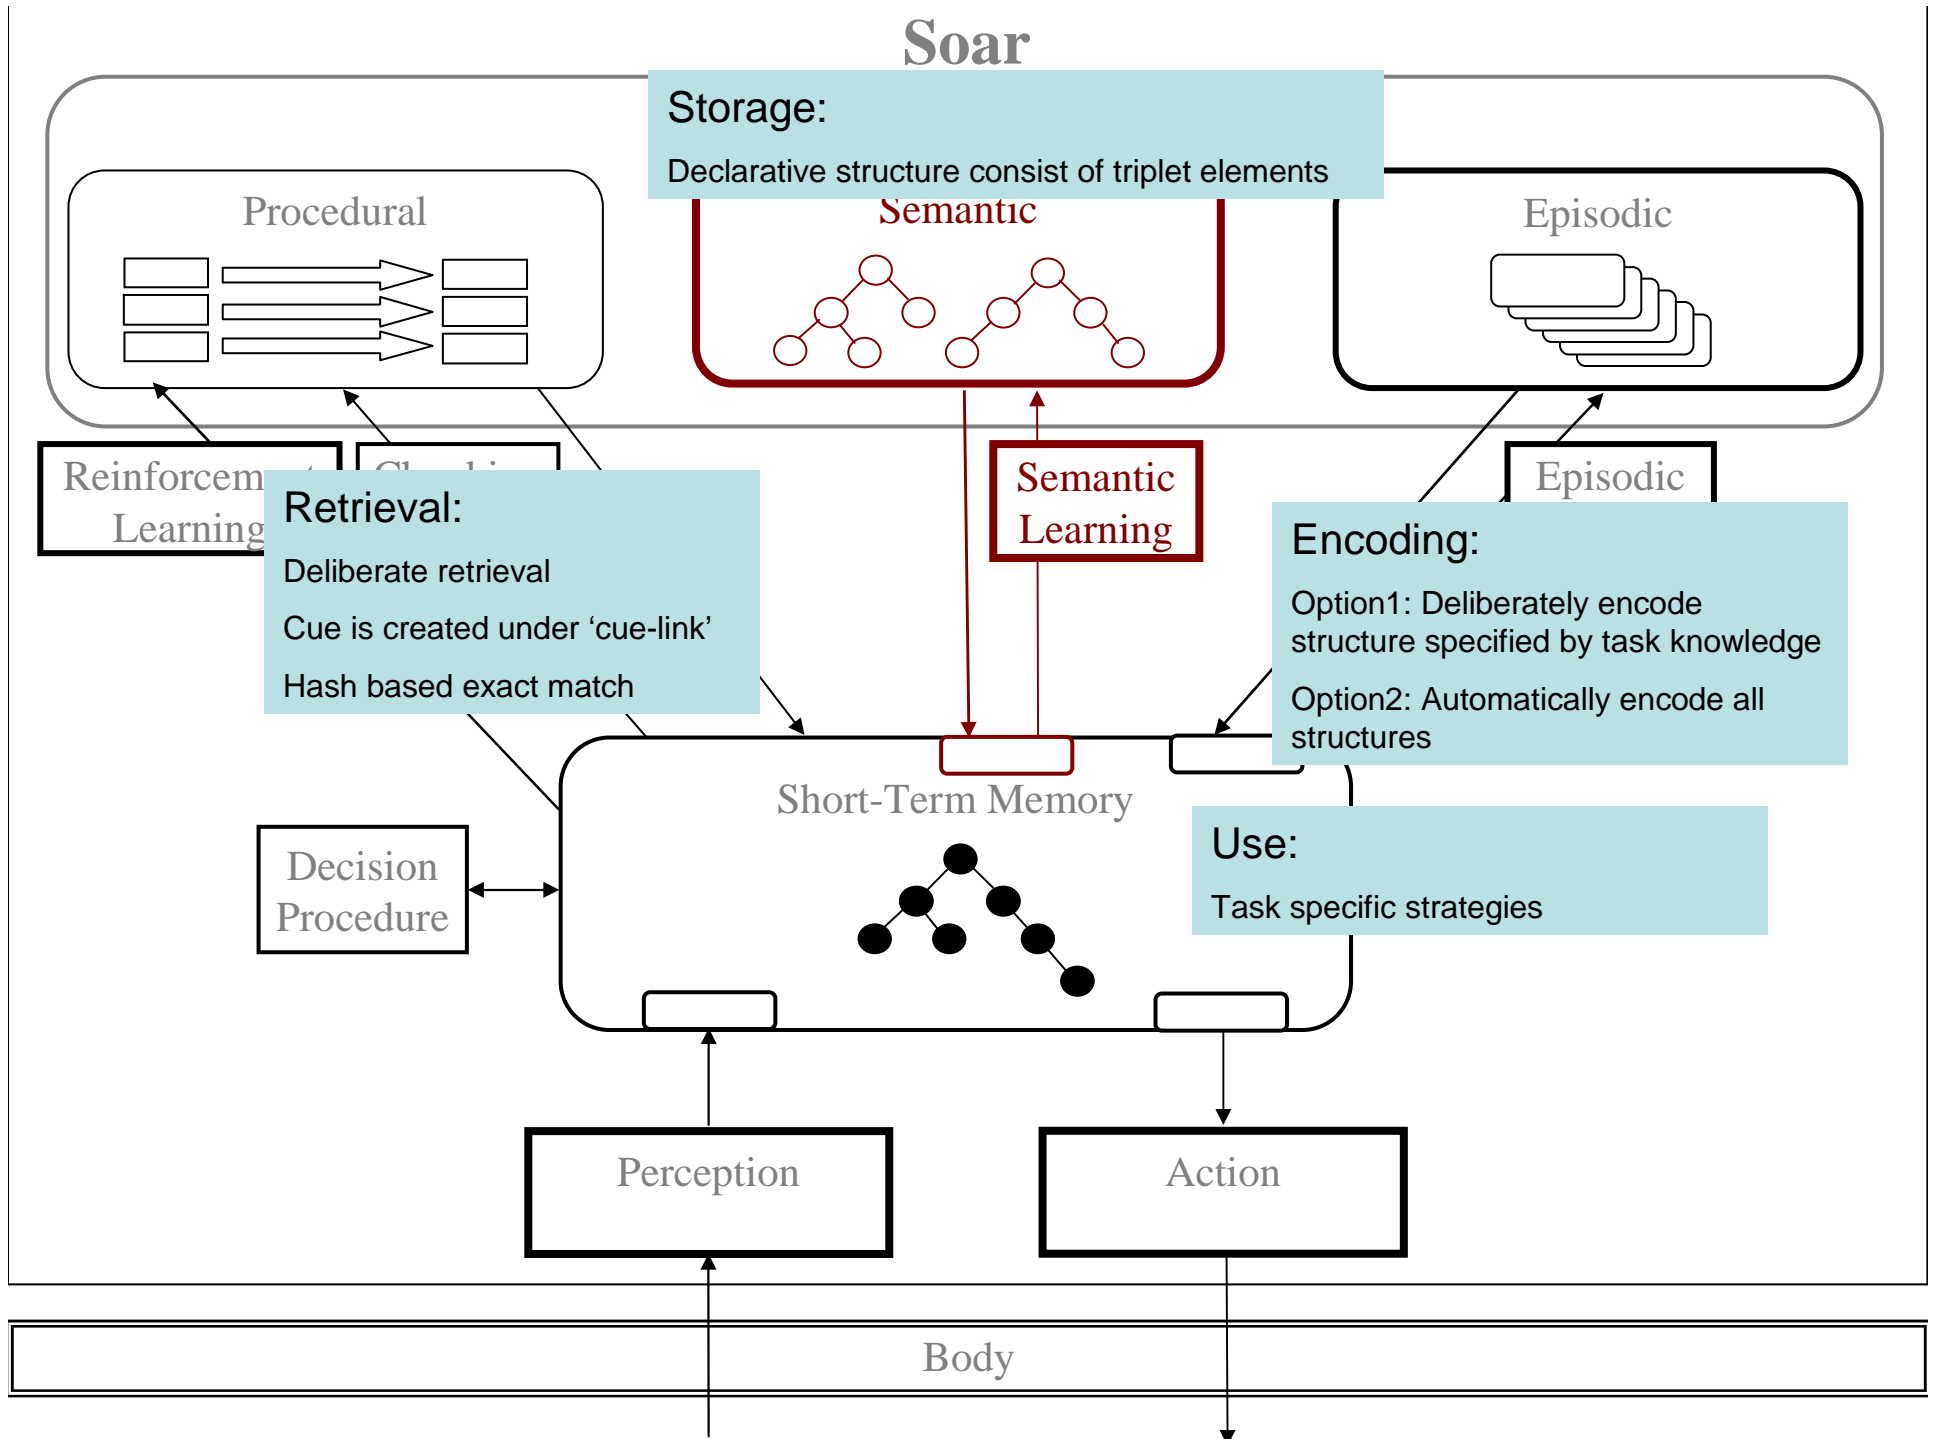 Soar
Storage:
Declarative structure consist of triplet elements
Procedural
Semantic
Episodic
Learning
Semantic
Learning
Episodic
Retrieval:
Deliberate retrieval
Cue is created under ‘cue-link’
Hash based exact match
Encoding:
Option1: Deliberately encode
structure specified by task knowledge
Option2: Automatically encode all
structures
Short-Term Memory
Use:
Task specific strategies
Decision
Procedure
Perception
Action
Body